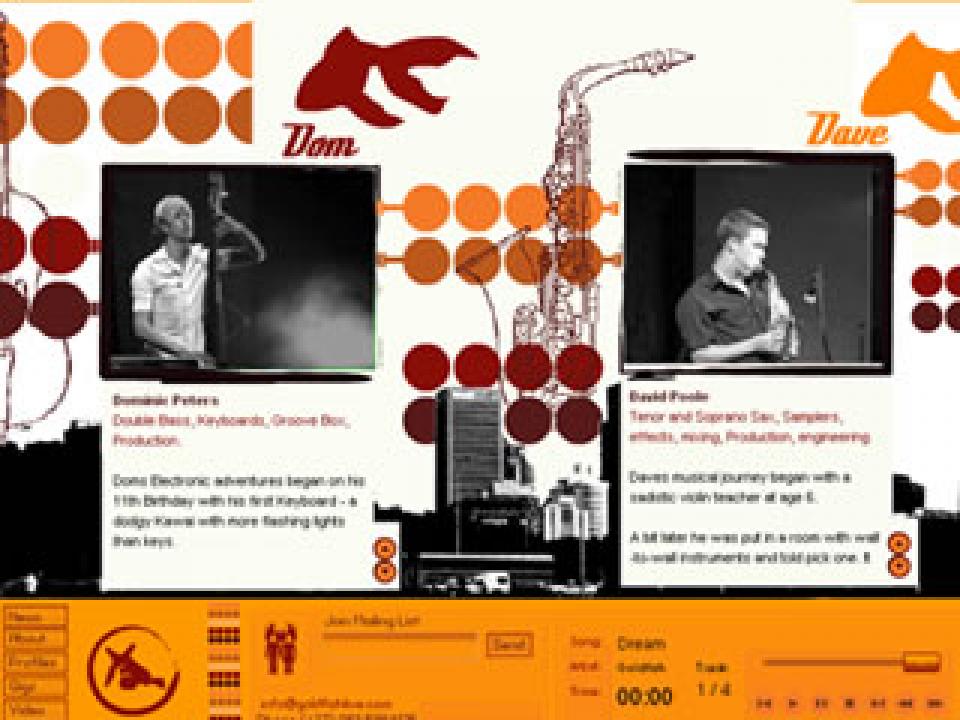 Dom
Dave
Dominic Peters
Double Bass, Keyboards, Groove Box,
Production.
Doms Electronic adventures began on his
11th Birthday with his first Keyboard - a
dodgy Kawai with more flashing lights
than keys.
David Poole
Tenor and Soprano Sax, Samplers,
effects, mixing, Production, engineering
Daves musical journey began with a
sadistic violin teacher at age 6.
A bit later he was put in a room with wall
-to-wall instruments and told pick one.
News
About
Profiles
Gigs
Video
Join Mailing List
Send
info@goldfishlive.com
Song: Dream
Artist: Goldfish
Time: 00:00
Track
1 / 4